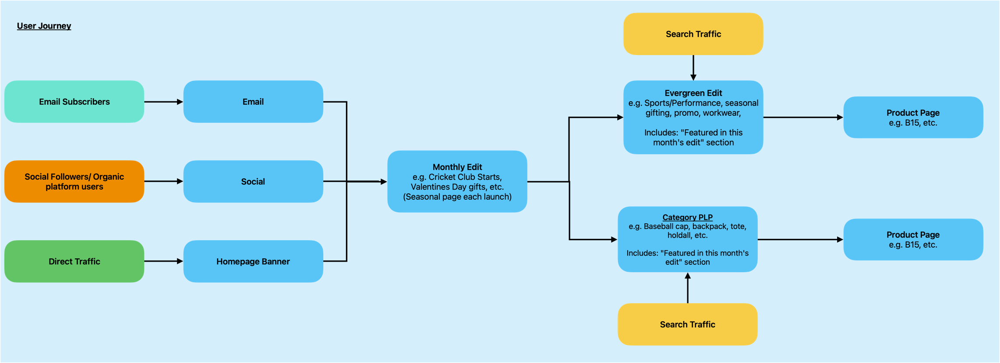 User Journey
Search Traffic
Email Subscribers
Email
Evergreen Edit
e.g. Sports/Performance, seasonal
gifting, promo, workwear,
Includes: "Featured in this
month's edit" section
Product Page
e.g. B15, etc.
Social Followers/ Organic
platform users
Social
Monthly Edit
e.g. Cricket Club Starts,
Valentines Day gifts, etc.
(Seasonal page each launch)
Category PLP
e.g. Baseball cap, backpack, tote,
holdall, etc.
Includes: "Featured in this month's
edit" section
Product Page
e.g. B15, etc.
Direct Traffic
Homepage Banner
Search Traffic